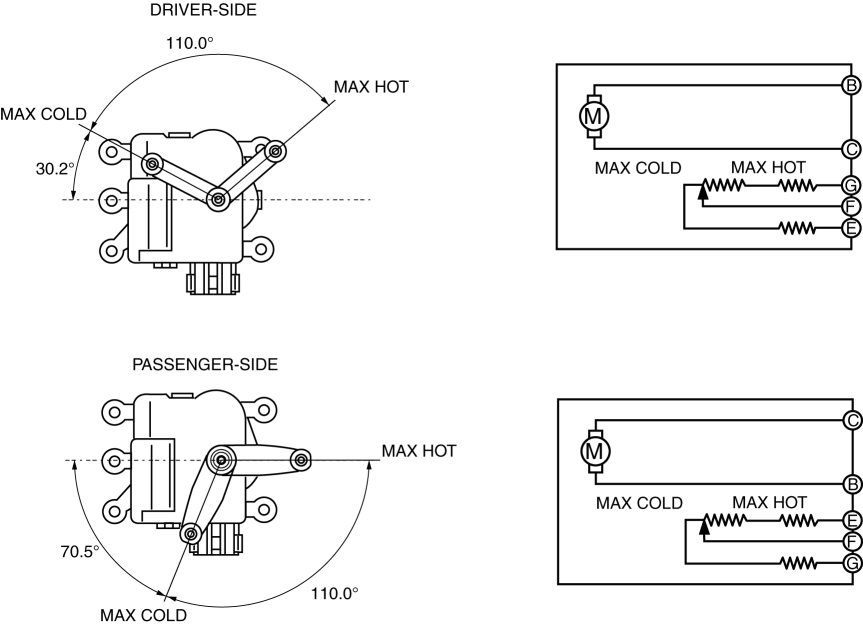 DRIVER-SIDE
110.0°
MAX HOT
MAX COLD
30.2°
B
M
C
MAX COLD MAX HOT
G
F
E
PASSENGER-SIDE
MAX HOT
70.5°
110.0°
MAX COLD
C
M
B
MAX COLD MAX HOT
E
F
G